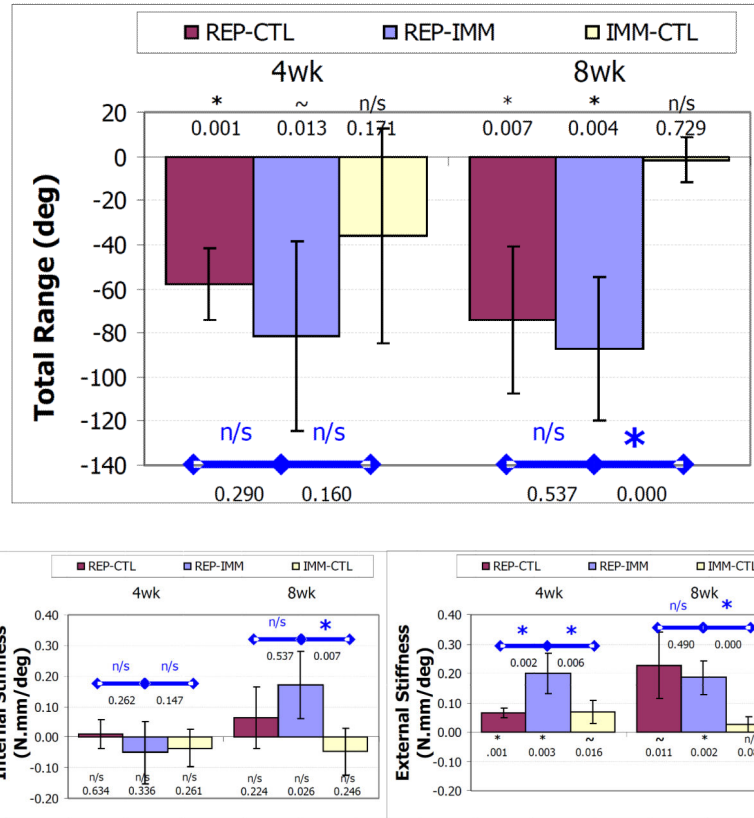 REP-CTL REP-IMM IMM-CTL
4wk 8wk
* ~ n/s * * n/s
0.001 0.013 0.171 0.007 0.004 0.729
Total Range (deg)
20
0
-20
-40
-60
-80
-100
-120
-140
n/s n/s n/s *
0.290 0.160 0.537 0.000
REP-CTL REP-IMM IMM-CTL
4wk 8wk
Internal Stiffness
(N.mm/deg)
0.40
0.30
0.20
0.10
0.00
-0.10
-0.20
n/s n/s n/s *
0.262 0.147 0.537 0.007
n/s n/s n/s n/s n/s n/s
0.634 0.336 0.261 0.224 0.026 0.246
REP-CTL REP-IMM IMM-CTL
4wk 8wk
External Stiffness
(N.mm/deg)
0.40
0.30
0.20
0.10
0.00
-0.10
-0.20
* * n/s *
0.002 0.006 0.490 0.000
* * ~ ~ *
.001 0.003 0.016 0.011 0.002